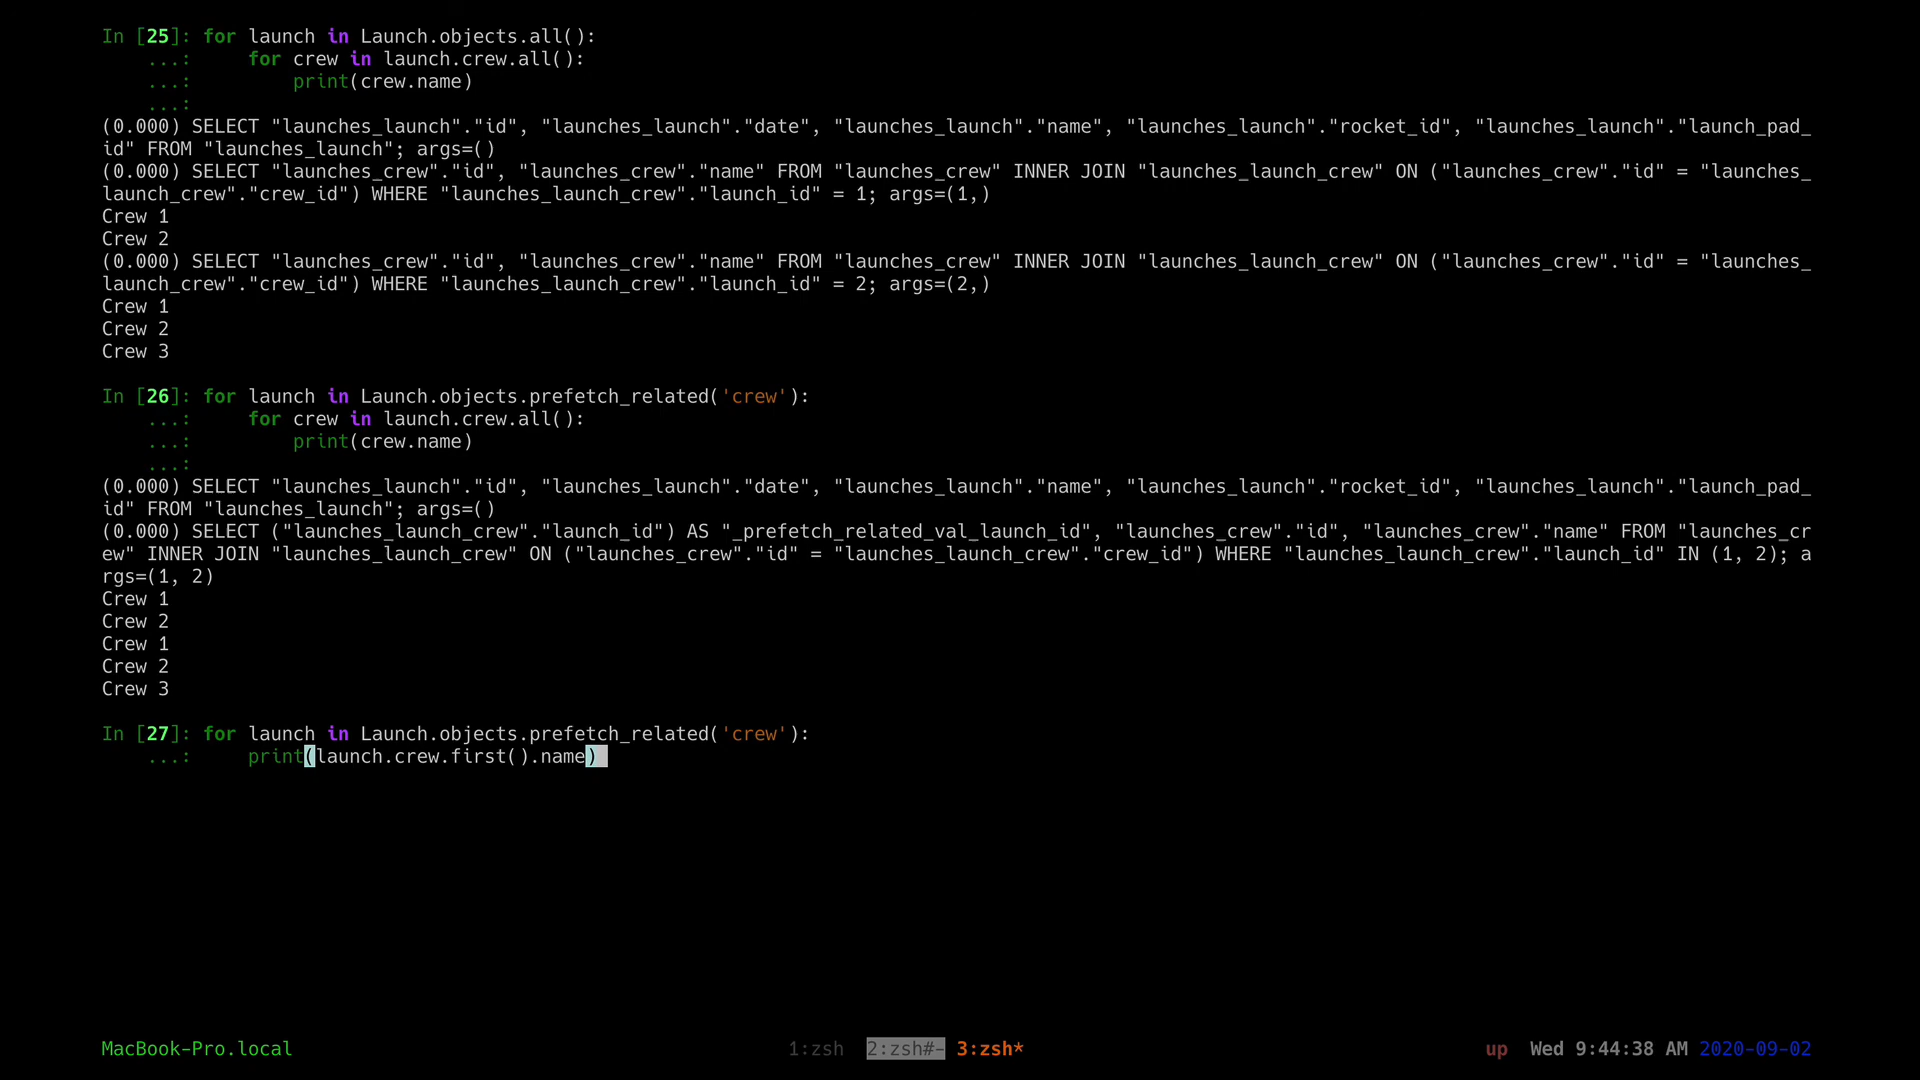 In [25]: for launch in Launch.objects.all():
    ...:     for crew in launch.crew.all():
    ...:         print(crew.name)
    ...:
(0.000) SELECT "launches_launch"."id", "launches_launch"."date", "launches_launch"."name", "launches_launch"."rocket_id", "launches_launch"."launch_pad_
id" FROM "launches_launch"; args=()
(0.000) SELECT "launches_crew"."id", "launches_crew"."name" FROM "launches_crew" INNER JOIN "launches_launch_crew" ON ("launches_crew"."id" = "launches_
launch_crew"."crew_id") WHERE "launches_launch_crew"."launch_id" = 1; args=(1,)
Crew 1
Crew 2
(0.000) SELECT "launches_crew"."id", "launches_crew"."name" FROM "launches_crew" INNER JOIN "launches_launch_crew" ON ("launches_crew"."id" = "launches_
launch_crew"."crew_id") WHERE "launches_launch_crew"."launch_id" = 2; args=(2,)
Crew 1
Crew 2
Crew 3
In [26]: for launch in Launch.objects.prefetch_related('crew'):
    ...:     for crew in launch.crew.all():
    ...:         print(crew.name)
    ...:
(0.000) SELECT "launches_launch"."id", "launches_launch"."date", "launches_launch"."name", "launches_launch"."rocket_id", "launches_launch"."launch_pad_
id" FROM "launches_launch"; args=()
(0.000) SELECT ("launches_launch_crew"."launch_id") AS "_prefetch_related_val_launch_id", "launches_crew"."id", "launches_crew"."name" FROM "launches_cr
ew" INNER JOIN "launches_launch_crew" ON ("launches_crew"."id" = "launches_launch_crew"."crew_id") WHERE "launches_launch_crew"."launch_id" IN (1, 2); a
rgs=(1, 2)
Crew 1
Crew 2
Crew 1
Crew 2
Crew 3
In [27]: for launch in Launch.objects.prefetch_related('crew'):
    ...:     print(launch.crew.first().name)
MacBook-Pro.local 1:zsh 2:zsh#- 3:zsh* up Wed 9:44:38 AM 2020-09-02